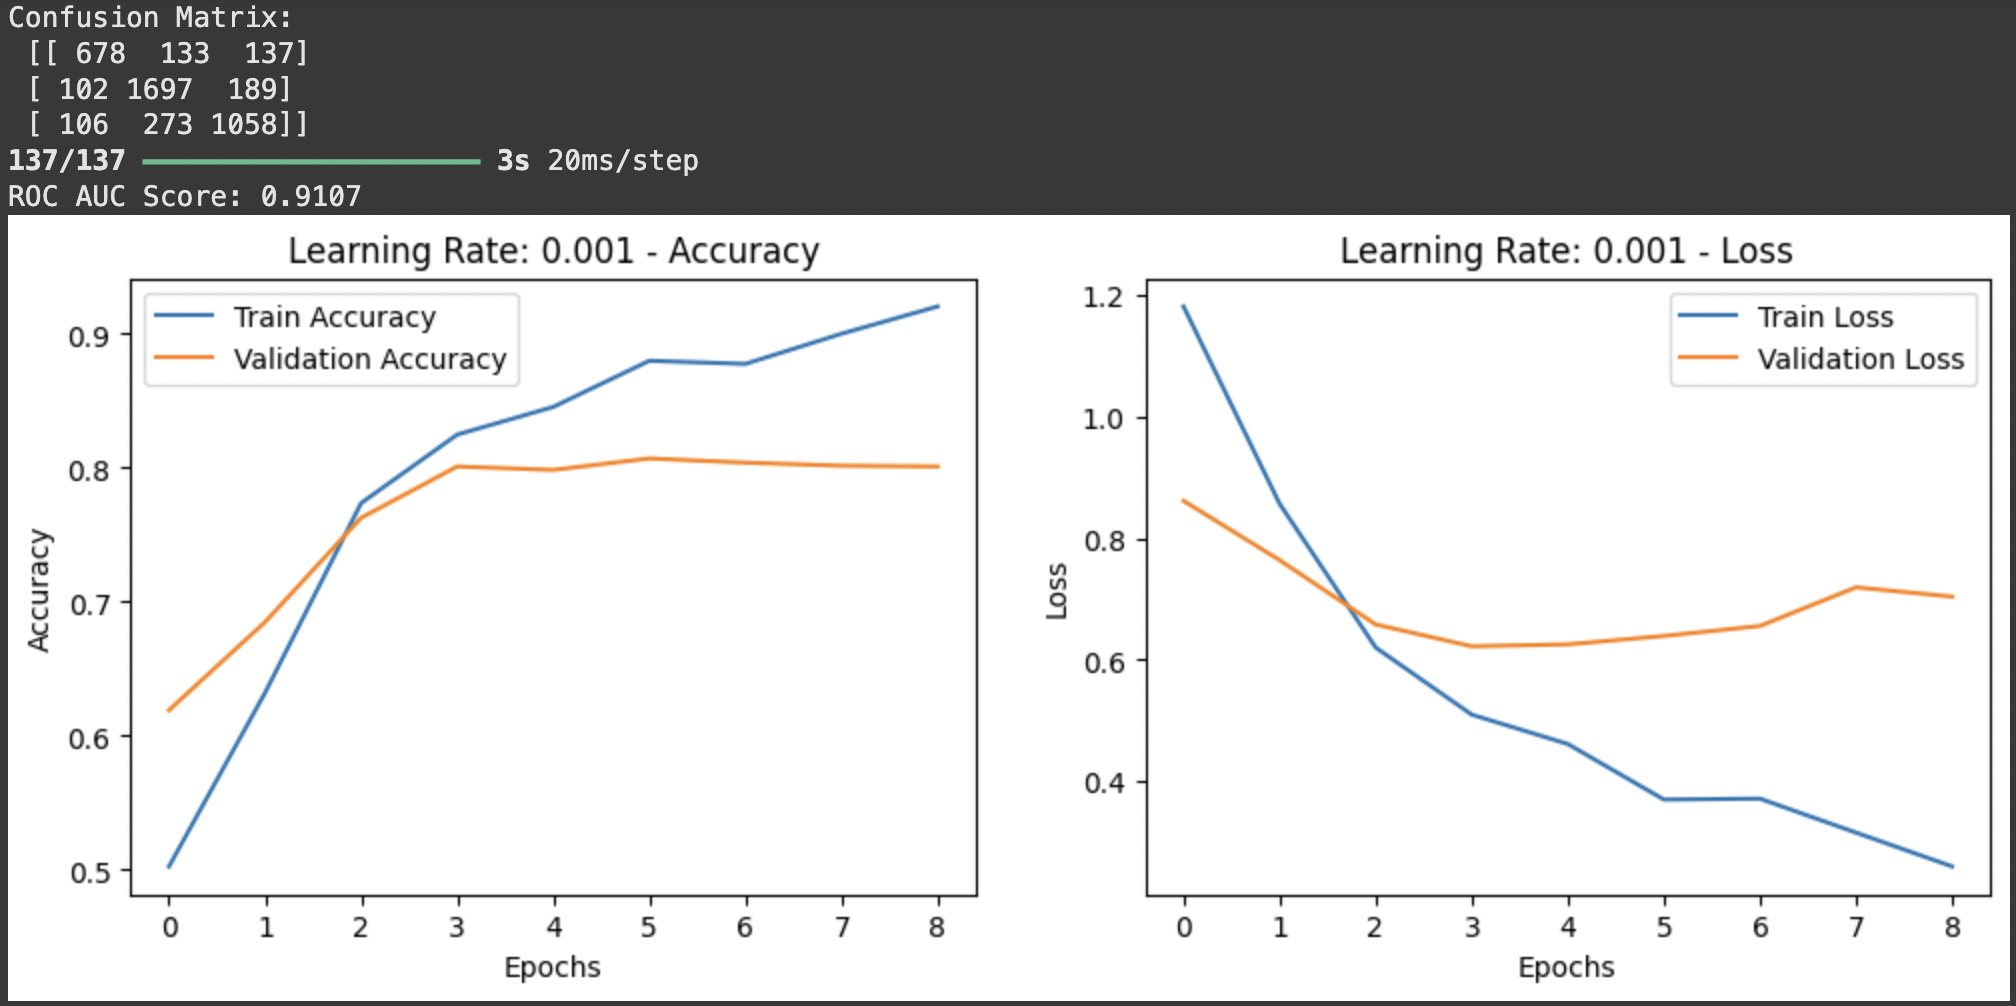 Confusion Matrix:
[[ 678 133 137]
[ 102 1697 189]
[ 106 273 1058]]
137/137 3s 20ms/step
ROC AUC Score: 0.9107
Learning Rate: 0.001 - Accuracy
Train Accuracy
Validation Accuracy
0.9
0.8
0.7
0.6
0.5
Accuracy
0 1 2 3 4 5 6 7 8
Epochs
Learning Rate: 0.001 - Loss
Train Loss
Validation Loss
1.2
1.0
0.8
0.6
0.4
Loss
0 1 2 3 4 5 6 7 8
Epochs